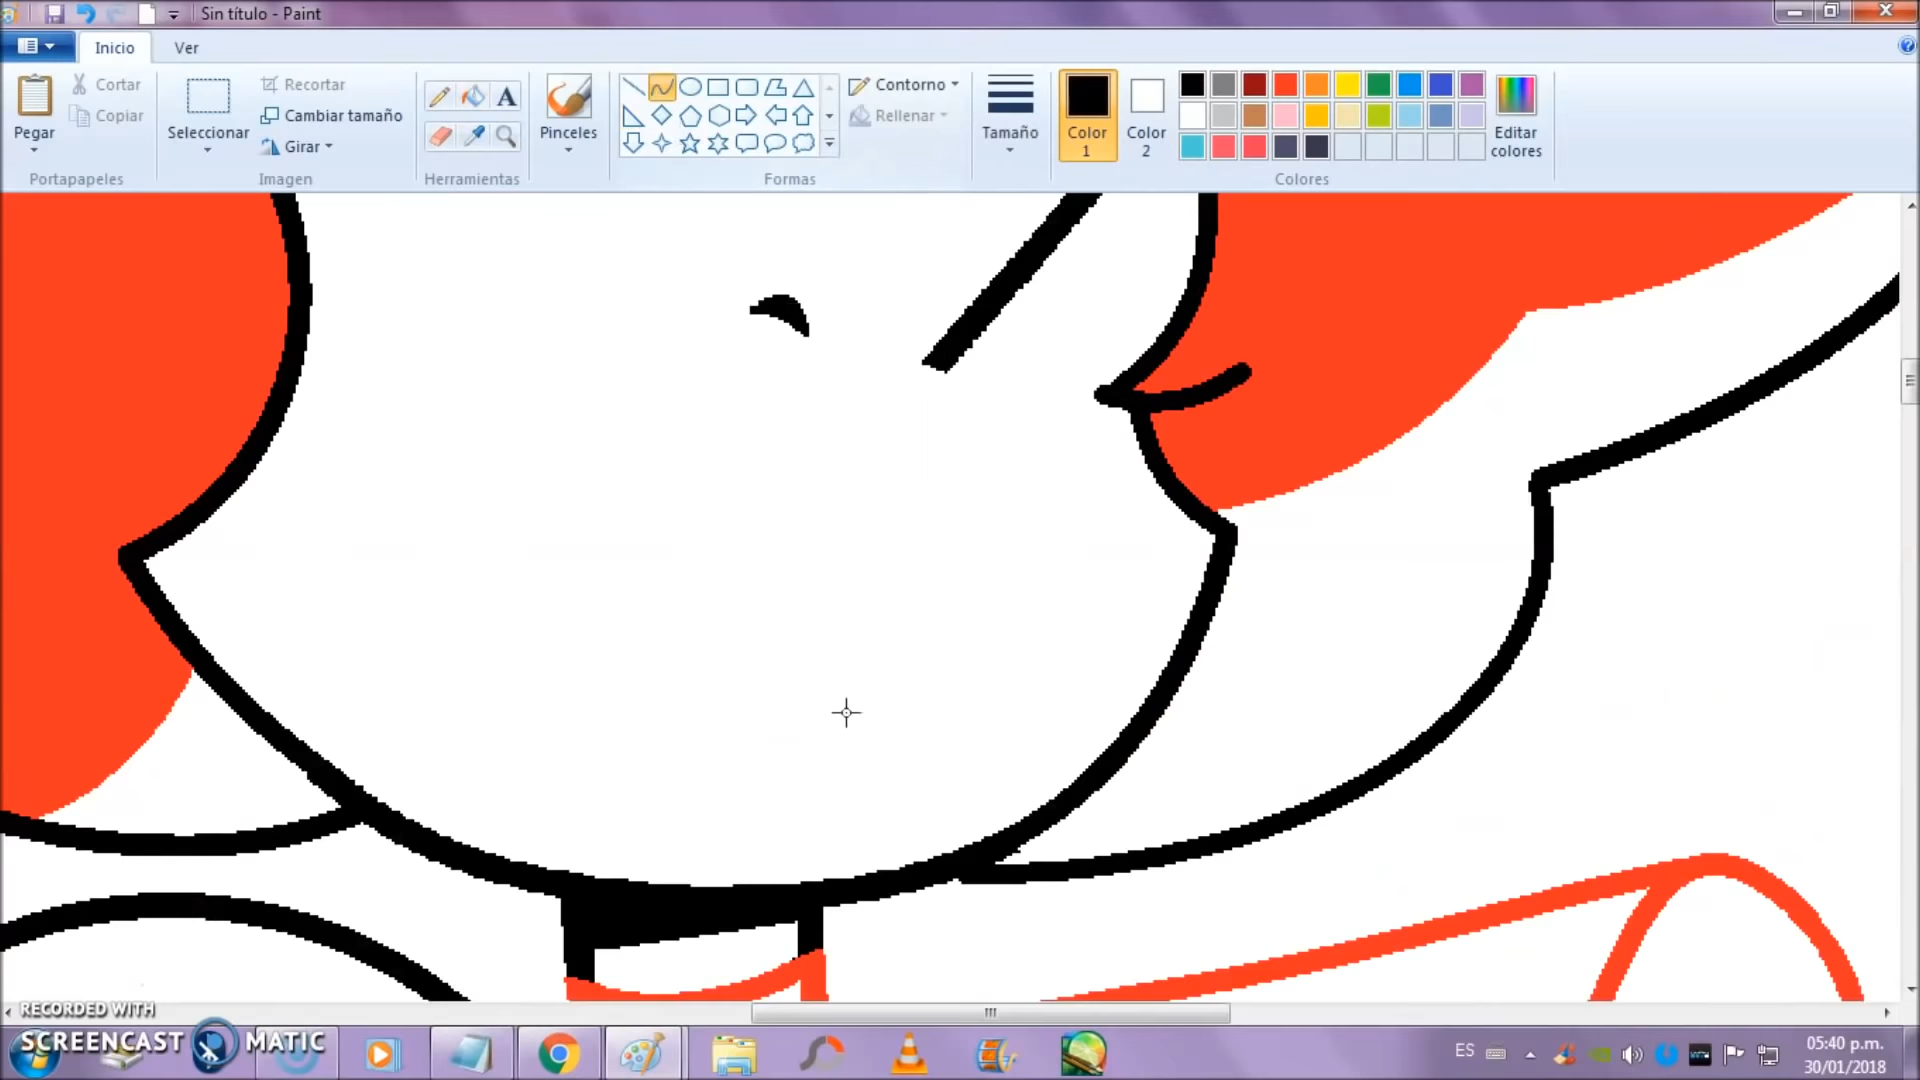 Sin título - Paint
Inicio Ver
Pegar
Cortar
Copiar
Portapapeles
Seleccionar
Recortar
Cambiar tamaño
Girar
Imagen
A
Herramientas
Pinceles
Contorno
Rellenar
Formas
Tamaño
Color 1
Color 2
Editar colores
Colores
RECORDED WITH
SCREENCAST MATIC
ES
05:40 p.m.
30/01/2018